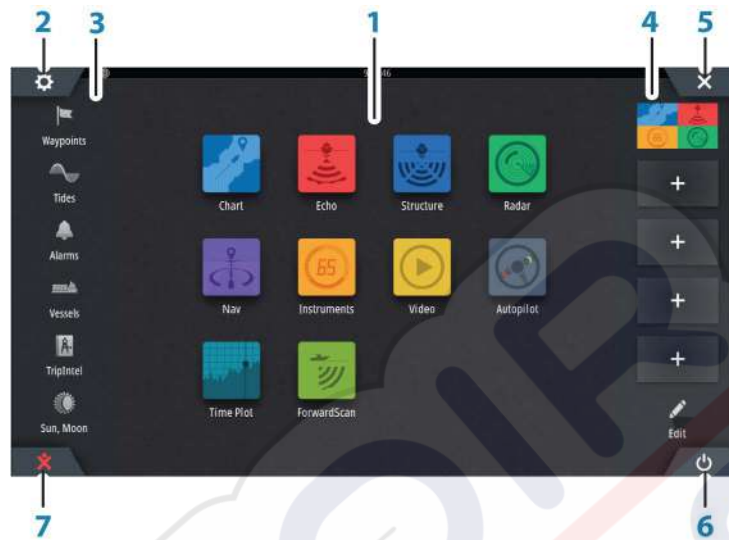 2
3
1
4
5
Waypoints
Tides
Alarms
Vessels
TripIntel
Sun, Moon
Chart
Echo
Structure
Radar
Nav
65
Instruments
Video
Autopilot
Time Plot
ForwardScan
+
+
+
+
Edit
7
6